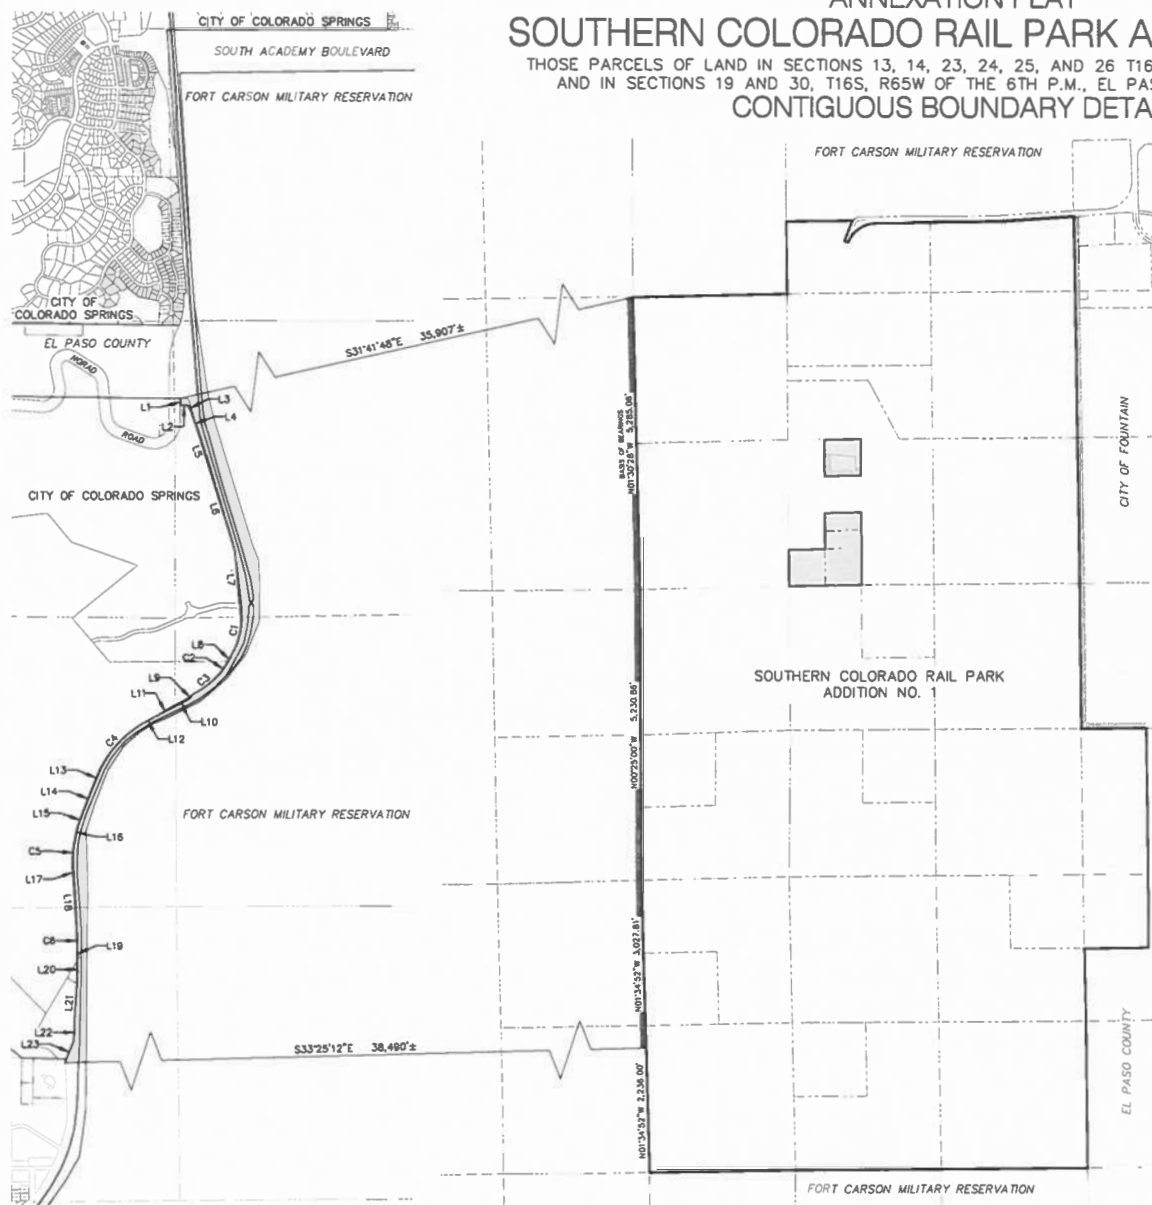 ANNEXATION PLAT
SOUTHERN COLORADO RAIL PARK A
THOSE PARCELS OF LAND IN SECTIONS 13, 14, 23, 24, 25, AND 26 T16
AND IN SECTIONS 19 AND 30, T16S, R65W OF THE 6TH P.M., EL PAS
CONTIGUOUS BOUNDARY DETA
CITY OF COLORADO SPRINGS
SOUTH ACADEMY BOULEVARD
FORT CARSON MILITARY RESERVATION
FORT CARSON MILITARY RESERVATION
CITY OF
COLORADO SPRINGS
EL PASO COUNTY
NORAD
ROAD
S31°41'48"E 35,907'±
L1
L2
L3
L4
L5
L6
L7
CITY OF COLORADO SPRINGS
BASIS OF BEARINGS
N01°30'28"W 5,285.06'
CITY OF FOUNTAIN
C1
L8
C2
C3
L9
L10
L11
L12
C4
L13
L14
L15
L16
C5
L17
L18
C6
L19
L20
L21
L22
L23
SOUTHERN COLORADO RAIL PARK
ADDITION NO. 1
N00°25'00"W 5,230.86'
FORT CARSON MILITARY RESERVATION
N01°34'52"W 3,027.81'
S33°25'12"E 38,490'±
N01°34'52"W 2,236.00'
EL PASO COUNTY
FORT CARSON MILITARY RESERVATION